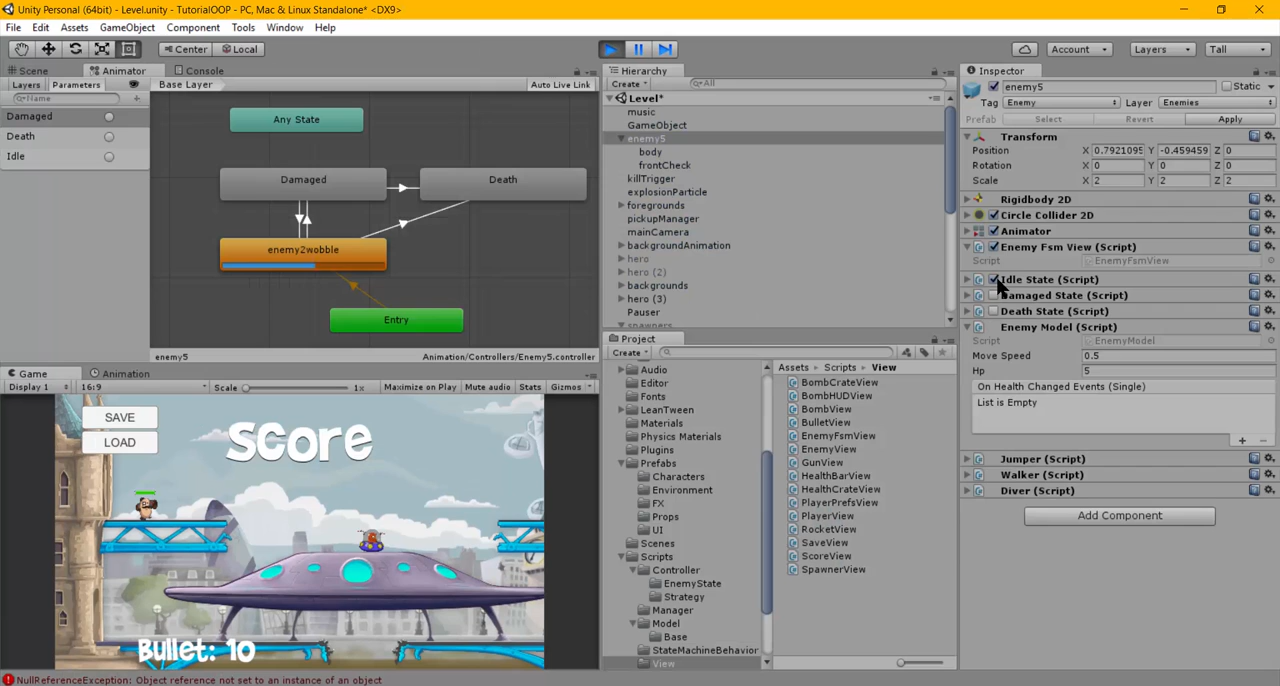 Unity Personal (64bit) - Level.unity - TutorialOOP - PC, Mac & Linux Standalone* <DX9>
File Edit Assets GameObject Component Tools Window Help
Center Local Account Layers Tall
Scene Animator Console
Layers Parameters Base Layer Auto Live Link
Name
Damaged
Death
Idle
Any State
Damaged
Death
enemy2wobble
Entry
enemy5 Animation/Controllers/Enemy5.controller
Game Animation
Display 1 16:9 Scale 1x Maximize on Play Mute audio Stats Gizmos
SAVE
LOAD
SCORE
Bullet: 10
Hierarchy
Create All
Level*
music
GameObject
enemy5
body
frontCheck
killTrigger
explosionParticle
foregrounds
pickupManager
mainCamera
backgroundAnimation
hero
hero (2)
backgrounds
hero (3)
Pauser
spawners
Project
Create
Audio
Editor
Fonts
LeanTween
Materials
Physics Materials
Plugins
Prefabs
Characters
Environment
FX
Props
UI
Scenes
Scripts
Controller
EnemyState
Strategy
Manager
Model
Base
StateMachineBehavior
View
Assets Scripts View
BombCrateView
BombHUDView
BombView
BulletView
EnemyFsmView
EnemyView
GunView
HealthBarView
HealthCrateView
PlayerPrefsView
PlayerView
RocketView
SaveView
ScoreView
SpawnerView
Inspector
enemy5 Static
Tag Enemy Layer Enemies
Prefab Select Revert Apply
Transform
Position X 0.7921095 Y -0.459459 Z 0
Rotation X 0 Y 0 Z 0
Scale X 2 Y 2 Z 2
Rigidbody 2D
Circle Collider 2D
Animator
Enemy Fsm View (Script)
Script EnemyFsmView
Idle State (Script)
Damaged State (Script)
Death State (Script)
Enemy Model (Script)
Script EnemyModel
Move Speed 0.5
Hp 5
On Health Changed Events (Single)
List is Empty
Jumper (Script)
Walker (Script)
Diver (Script)
Add Component
NullReferenceException: Object reference not set to an instance of an object